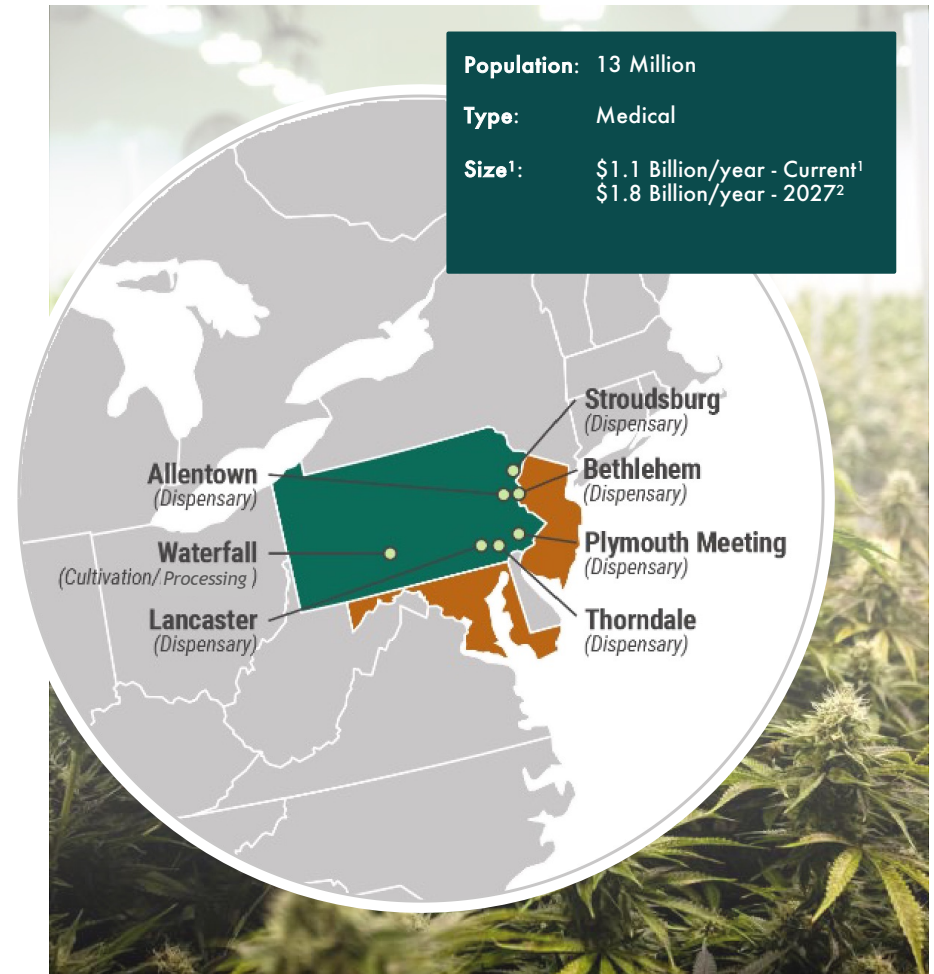 Population: 13 Million
Type: Medical
Size¹: $1.1 Billion/year - Current¹
$1.8 Billion/year - 2027²
Stroudsburg
(Dispensary)
Allentown
(Dispensary)
Bethlehem
(Dispensary)
Waterfall
(Cultivation/Processing )
Plymouth Meeting
(Dispensary)
Lancaster
(Dispensary)
Thorndale
(Dispensary)